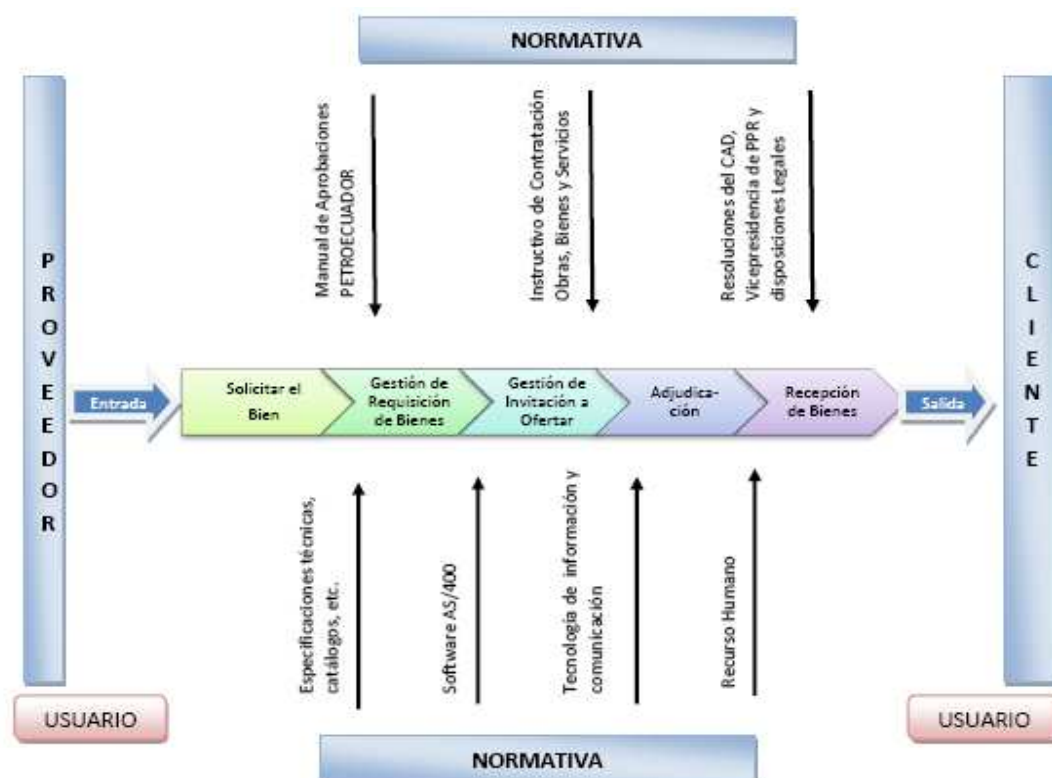 NORMATIVA
Manual de Aprobaciones
PETROECUADOR
Instructivo de Contratación
Obras, Bienes y Servicios
Resoluciones del CAD,
Vicepresidencia de PPR y
disposiciones Legales
PROVEEDOR
Entrada
Solicitar el
Bien
Gestión de
Requisición
de Bienes
Gestión de
Invitación a
Ofertar
Adjudica-
ción
Recepción
de Bienes
Salida
CLIENTE
Especificaciones técnicas,
catálogos, etc.
Software AS/400
Tecnología de información y
comunicación
Recurso Humano
USUARIO
USUARIO
NORMATIVA